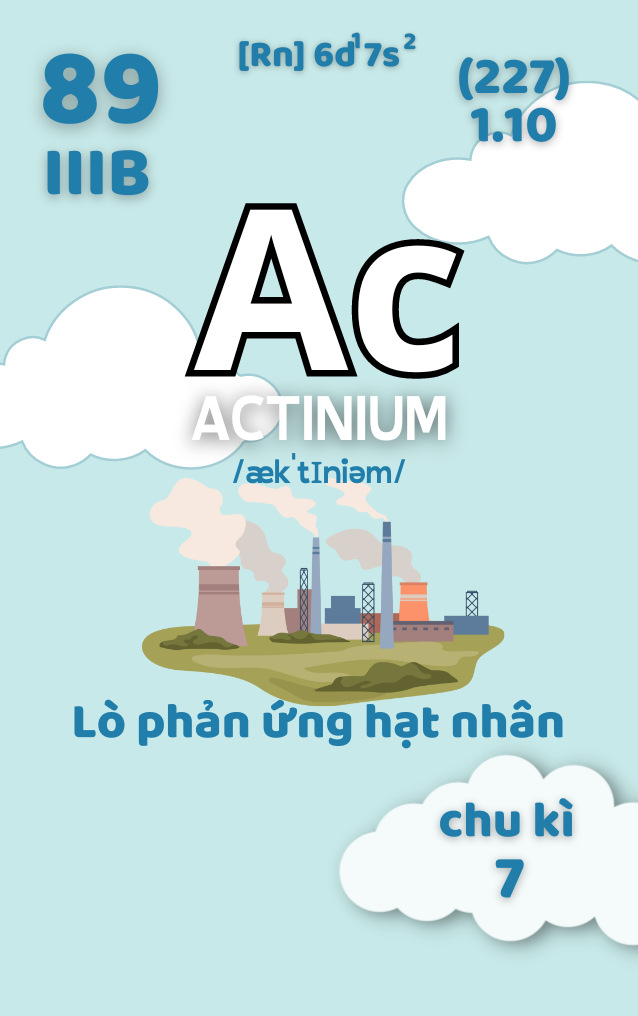 89
IIIB
[Rn] 6d¹7s²
(227)
1.10
Ac
ACTINIUM
/ækˈtɪniəm/
Lò phản ứng hạt nhân
chu kì
7